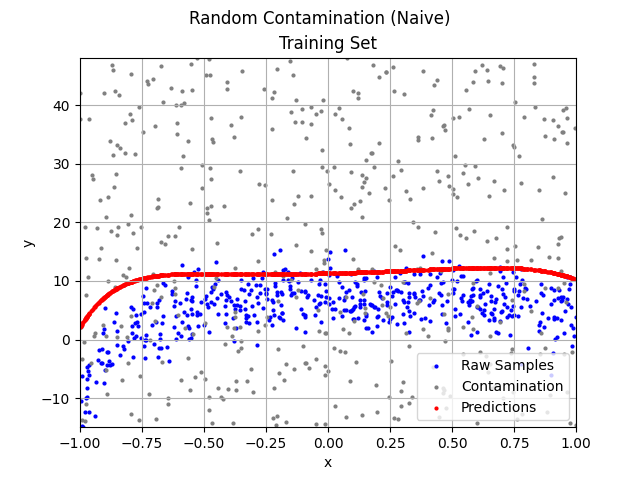 Random Contamination (Naive)
Training Set
y
40
30
20
10
0
−10
−1.00 −0.75 −0.50 −0.25 0.00 0.25 0.50 0.75 1.00
x
Raw Samples
Contamination
Predictions